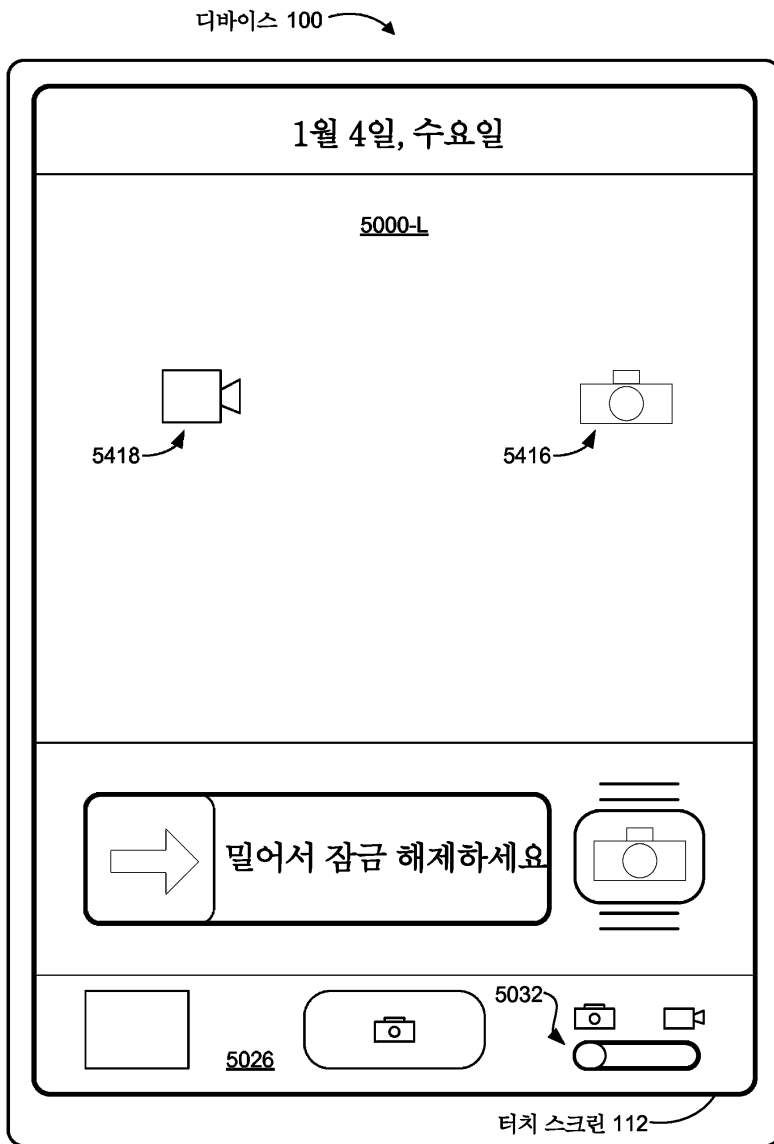 디바이스 100
1월 4일, 수요일
5000-L
5418
5416
밀어서 잠금 해제하세요
5032
5026
터치 스크린 112